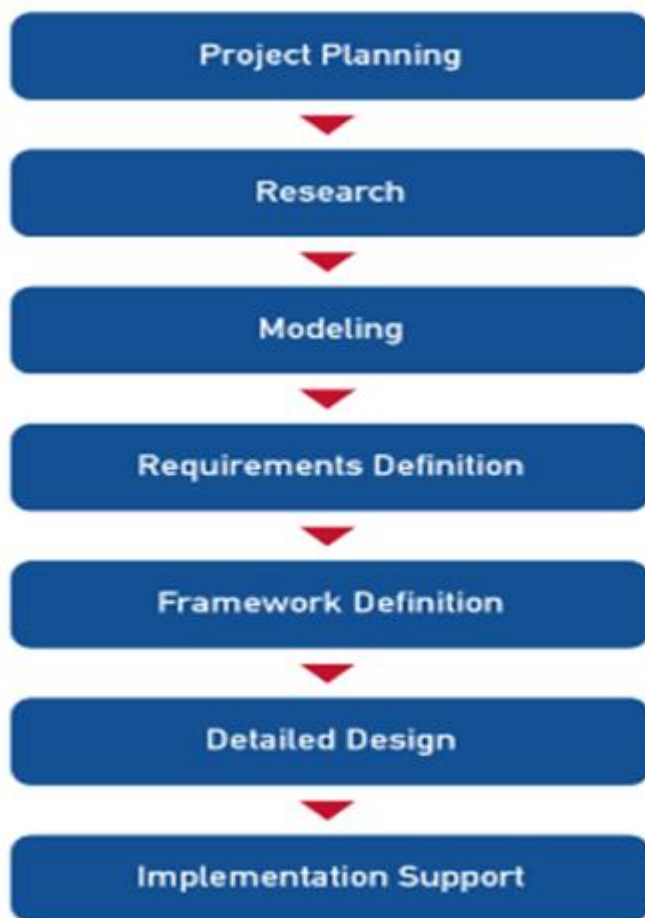 Project Planning
Research
Modeling
Requirements Definition
Framework Definition
Detailed Design
Implementation Support